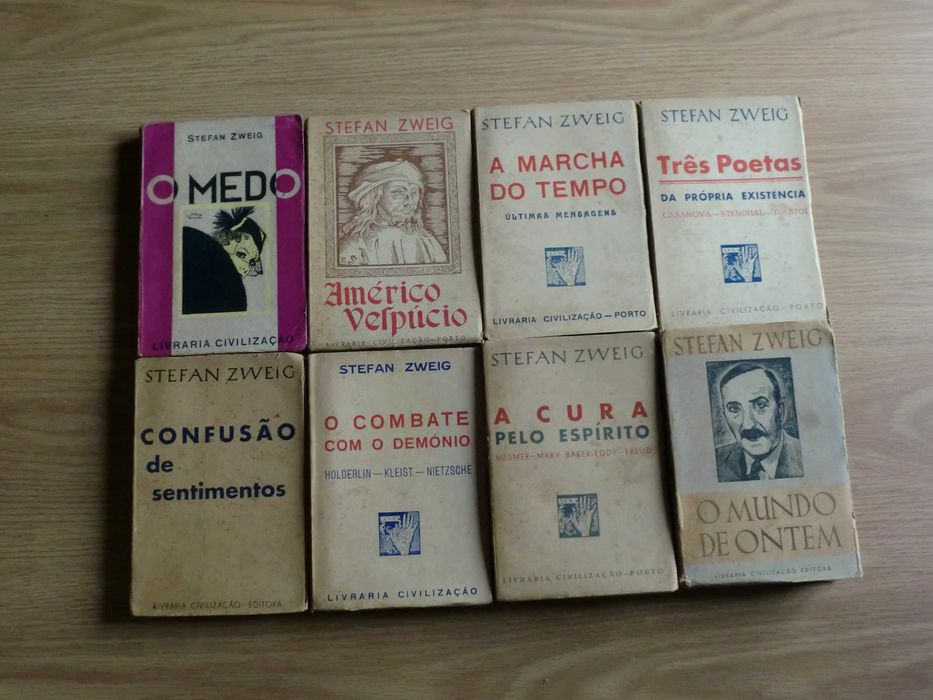 STEFAN ZWEIG
O MEDO
LIVRARIA CIVILIZAÇÃO
STEFAN ZWEIG
Américo
Vespúcio
LIVRARIA CIVILIZAÇÃO—PORTO
STEFAN ZWEIG
A MARCHA
DO TEMPO
ÚLTIMAS MENSAGENS
LIVRARIA CIVILIZAÇÃO—PORTO
STEFAN ZWEIG
Três Poetas
DA PRÓPRIA EXISTÊNCIA
CASANOVA—STENDHAL—TOLSTOI
LIVRARIA CIVILIZAÇÃO—PORTO
STEFAN ZWEIG
CONFUSÃO
de
sentimentos
LIVRARIA CIVILIZAÇÃO—EDITORA
STEFAN ZWEIG
O COMBATE
COM O DEMÓNIO
HOLDERLIN—KLEIST—NIETZSCHE
LIVRARIA CIVILIZAÇÃO
STEFAN ZWEIG
A CURA
PELO ESPÍRITO
MESMER—MARY BAKER-EDDY—FREUD
LIVRARIA CIVILIZAÇÃO—PORTO
STEFAN ZWEIG
O MUNDO
DE ONTEM
LIVRARIA CIVILIZAÇÃO EDITORA